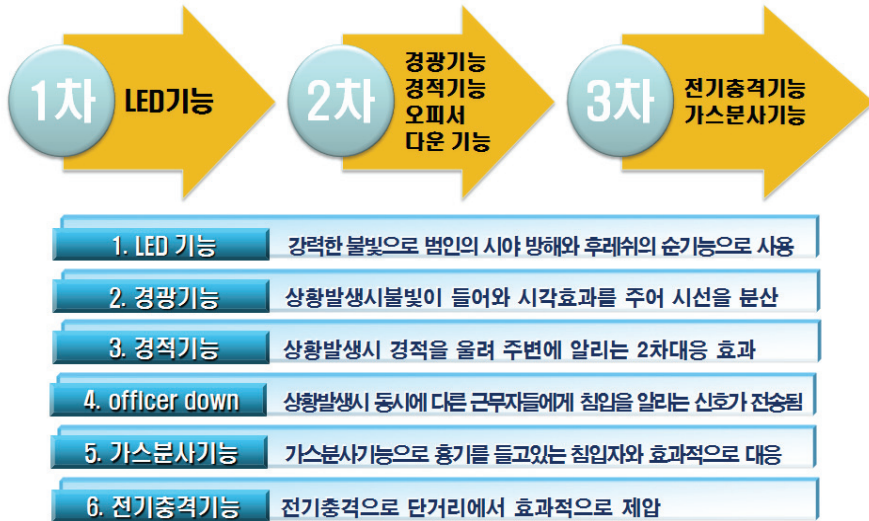 1차
LED기능
2차
경광기능
경적기능
오피서
다운 기능
3차
전기충격기능
가스분사기능
1. LED 기능
강력한 불빛으로 범인의 시야 방해와 후레쉬의 순기능으로 사용
2. 경광기능
상황발생시불빛이 들어와 시각효과를 주어 시선을 분산
3. 경적기능
상황발생시 경적을 울려 주변에 알리는 2차대응 효과
4. officer down
상황발생시 동시에 다른 근무자들에게 침입을 알리는 신호가 전송됨
5. 가스분사기능
가스분사기능으로 흉기를 들고있는 침입자와 효과적으로 대응
6. 전기충격기능
전기충격으로 단거리에서 효과적으로 제압